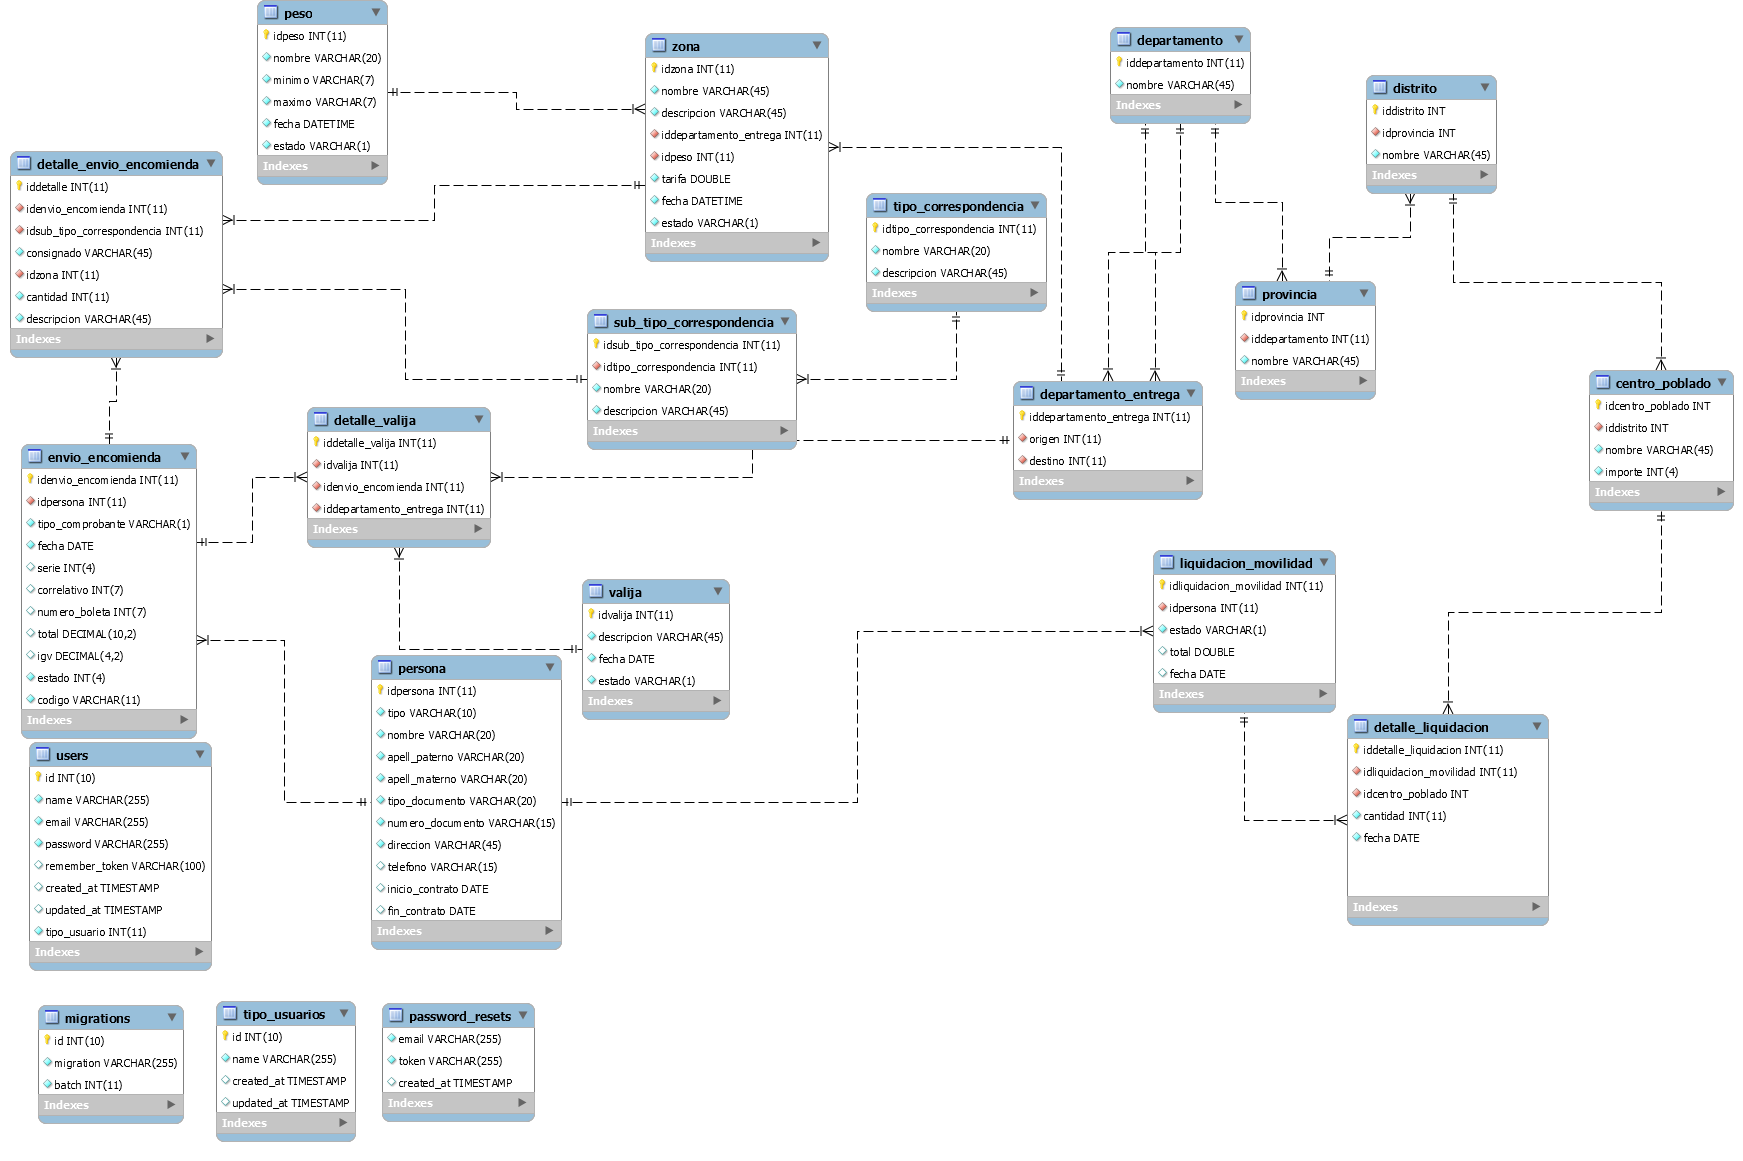 peso
idpeso INT(11)
nombre VARCHAR(20)
minimo VARCHAR(7)
maximo VARCHAR(7)
fecha DATETIME
estado VARCHAR(1)
Indexes
zona
idzona INT(11)
nombre VARCHAR(45)
descripcion VARCHAR(45)
iddepartamento_entrega INT(11)
idpeso INT(11)
tarifa DOUBLE
fecha DATETIME
estado VARCHAR(1)
Indexes
departamento
iddepartamento INT(11)
nombre VARCHAR(45)
Indexes
distrito
iddistrito INT
idprovincia INT
nombre VARCHAR(45)
Indexes
detalle_envio_encomienda
iddetalle INT(11)
idenvio_encomienda INT(11)
idsub_tipo_correspondencia INT(11)
consignado VARCHAR(45)
idzona INT(11)
cantidad INT(11)
descripcion VARCHAR(45)
Indexes
tipo_correspondencia
idtipo_correspondencia INT(11)
nombre VARCHAR(20)
descripcion VARCHAR(45)
Indexes
provincia
idprovincia INT
iddepartamento INT(11)
nombre VARCHAR(45)
Indexes
sub_tipo_correspondencia
idsub_tipo_correspondencia INT(11)
idtipo_correspondencia INT(11)
nombre VARCHAR(20)
descripcion VARCHAR(45)
Indexes
departamento_entrega
iddepartamento_entrega INT(11)
origen INT(11)
destino INT(11)
Indexes
centro_poblado
idcentro_poblado INT
iddistrito INT
nombre VARCHAR(45)
importe INT(4)
Indexes
detalle_valija
iddetalle_valija INT(11)
idvalija INT(11)
idenvio_encomienda INT(11)
iddepartamento_entrega INT(11)
Indexes
envio_encomienda
idenvio_encomienda INT(11)
idpersona INT(11)
tipo_comprobante VARCHAR(1)
fecha DATE
serie INT(4)
correlativo INT(7)
numero_boleta INT(7)
total DECIMAL(10,2)
igv DECIMAL(4,2)
estado INT(4)
codigo VARCHAR(11)
Indexes
valija
idvalija INT(11)
descripcion VARCHAR(45)
fecha DATE
estado VARCHAR(1)
Indexes
liquidacion_movilidad
idliquidacion_movilidad INT(11)
idpersona INT(11)
estado VARCHAR(1)
total DOUBLE
fecha DATE
Indexes
persona
idpersona INT(11)
tipo VARCHAR(10)
nombre VARCHAR(20)
apell_paterno VARCHAR(20)
apell_materno VARCHAR(20)
tipo_documento VARCHAR(20)
numero_documento VARCHAR(15)
direccion VARCHAR(45)
telefono VARCHAR(15)
inicio_contrato DATE
fin_contrato DATE
Indexes
detalle_liquidacion
iddetalle_liquidacion INT(11)
idliquidacion_movilidad INT(11)
idcentro_poblado INT
cantidad INT(11)
fecha DATE
Indexes
users
id INT(10)
name VARCHAR(255)
email VARCHAR(255)
password VARCHAR(255)
remember_token VARCHAR(100)
created_at TIMESTAMP
updated_at TIMESTAMP
tipo_usuario INT(11)
Indexes
migrations
id INT(10)
migration VARCHAR(255)
batch INT(11)
Indexes
tipo_usuarios
id INT(10)
name VARCHAR(255)
created_at TIMESTAMP
updated_at TIMESTAMP
Indexes
password_resets
email VARCHAR(255)
token VARCHAR(255)
created_at TIMESTAMP
Indexes